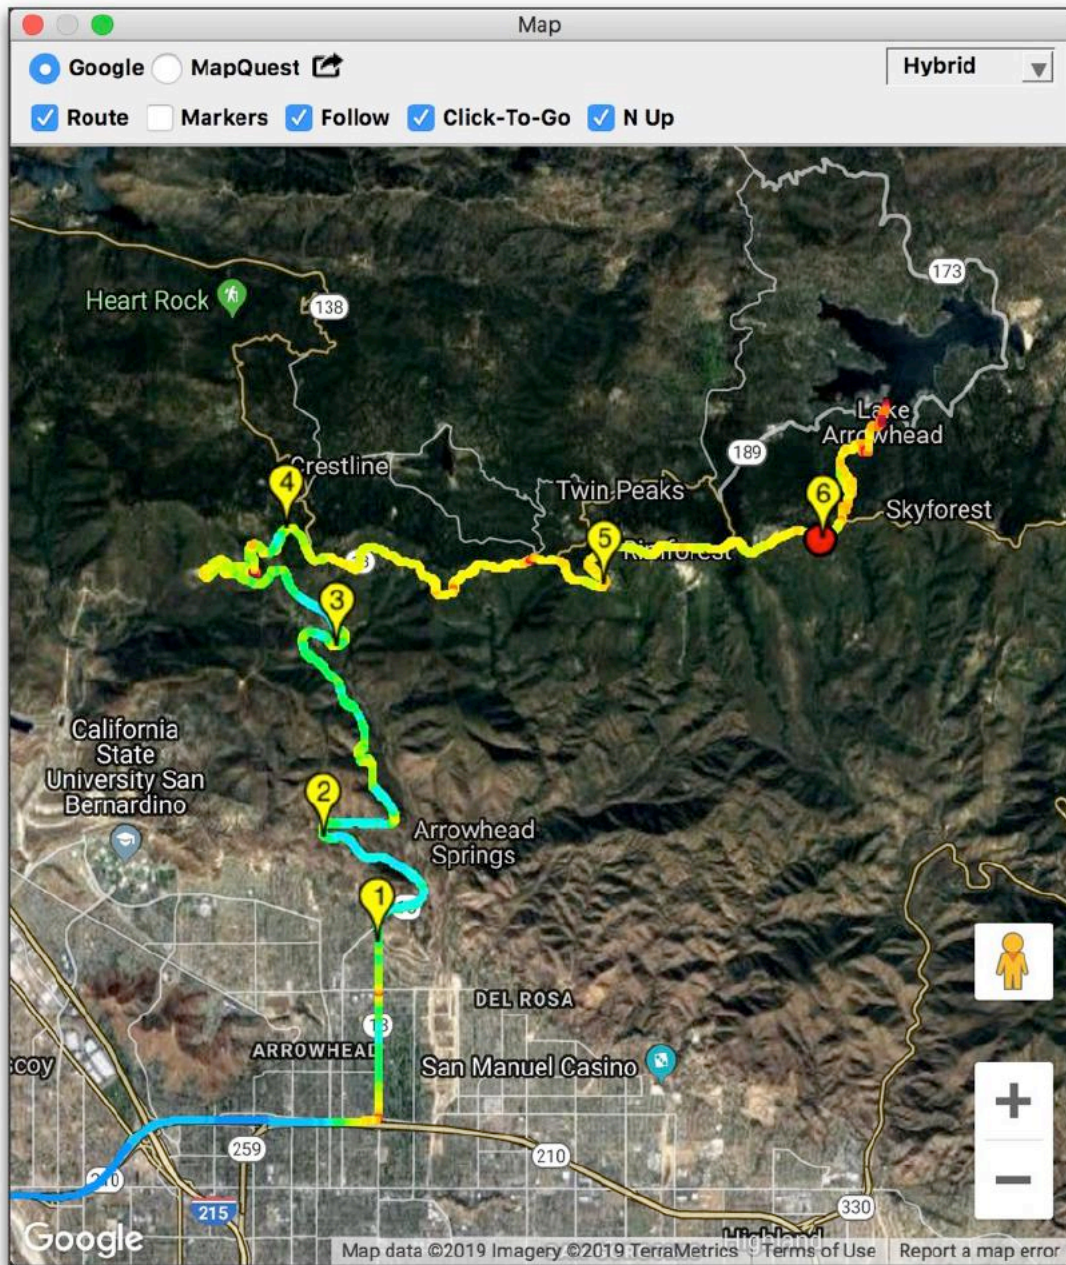 Map
Google MapQuest Hybrid
Route Markers Follow Click-To-Go N Up
173
Heart Rock
138
Lake
Arrowhead
189
Crestline
4
Twin Peaks
6
Skyforest
5
Rimforest
3
California
State
University San
Bernardino
2
Arrowhead
Springs
1
DEL ROSA
18
ARROWHEAD
San Manuel Casino
259
210
210
330
215
Highland
Google
Map data ©2019 Imagery ©2019 TerraMetrics Terms of Use Report a map error